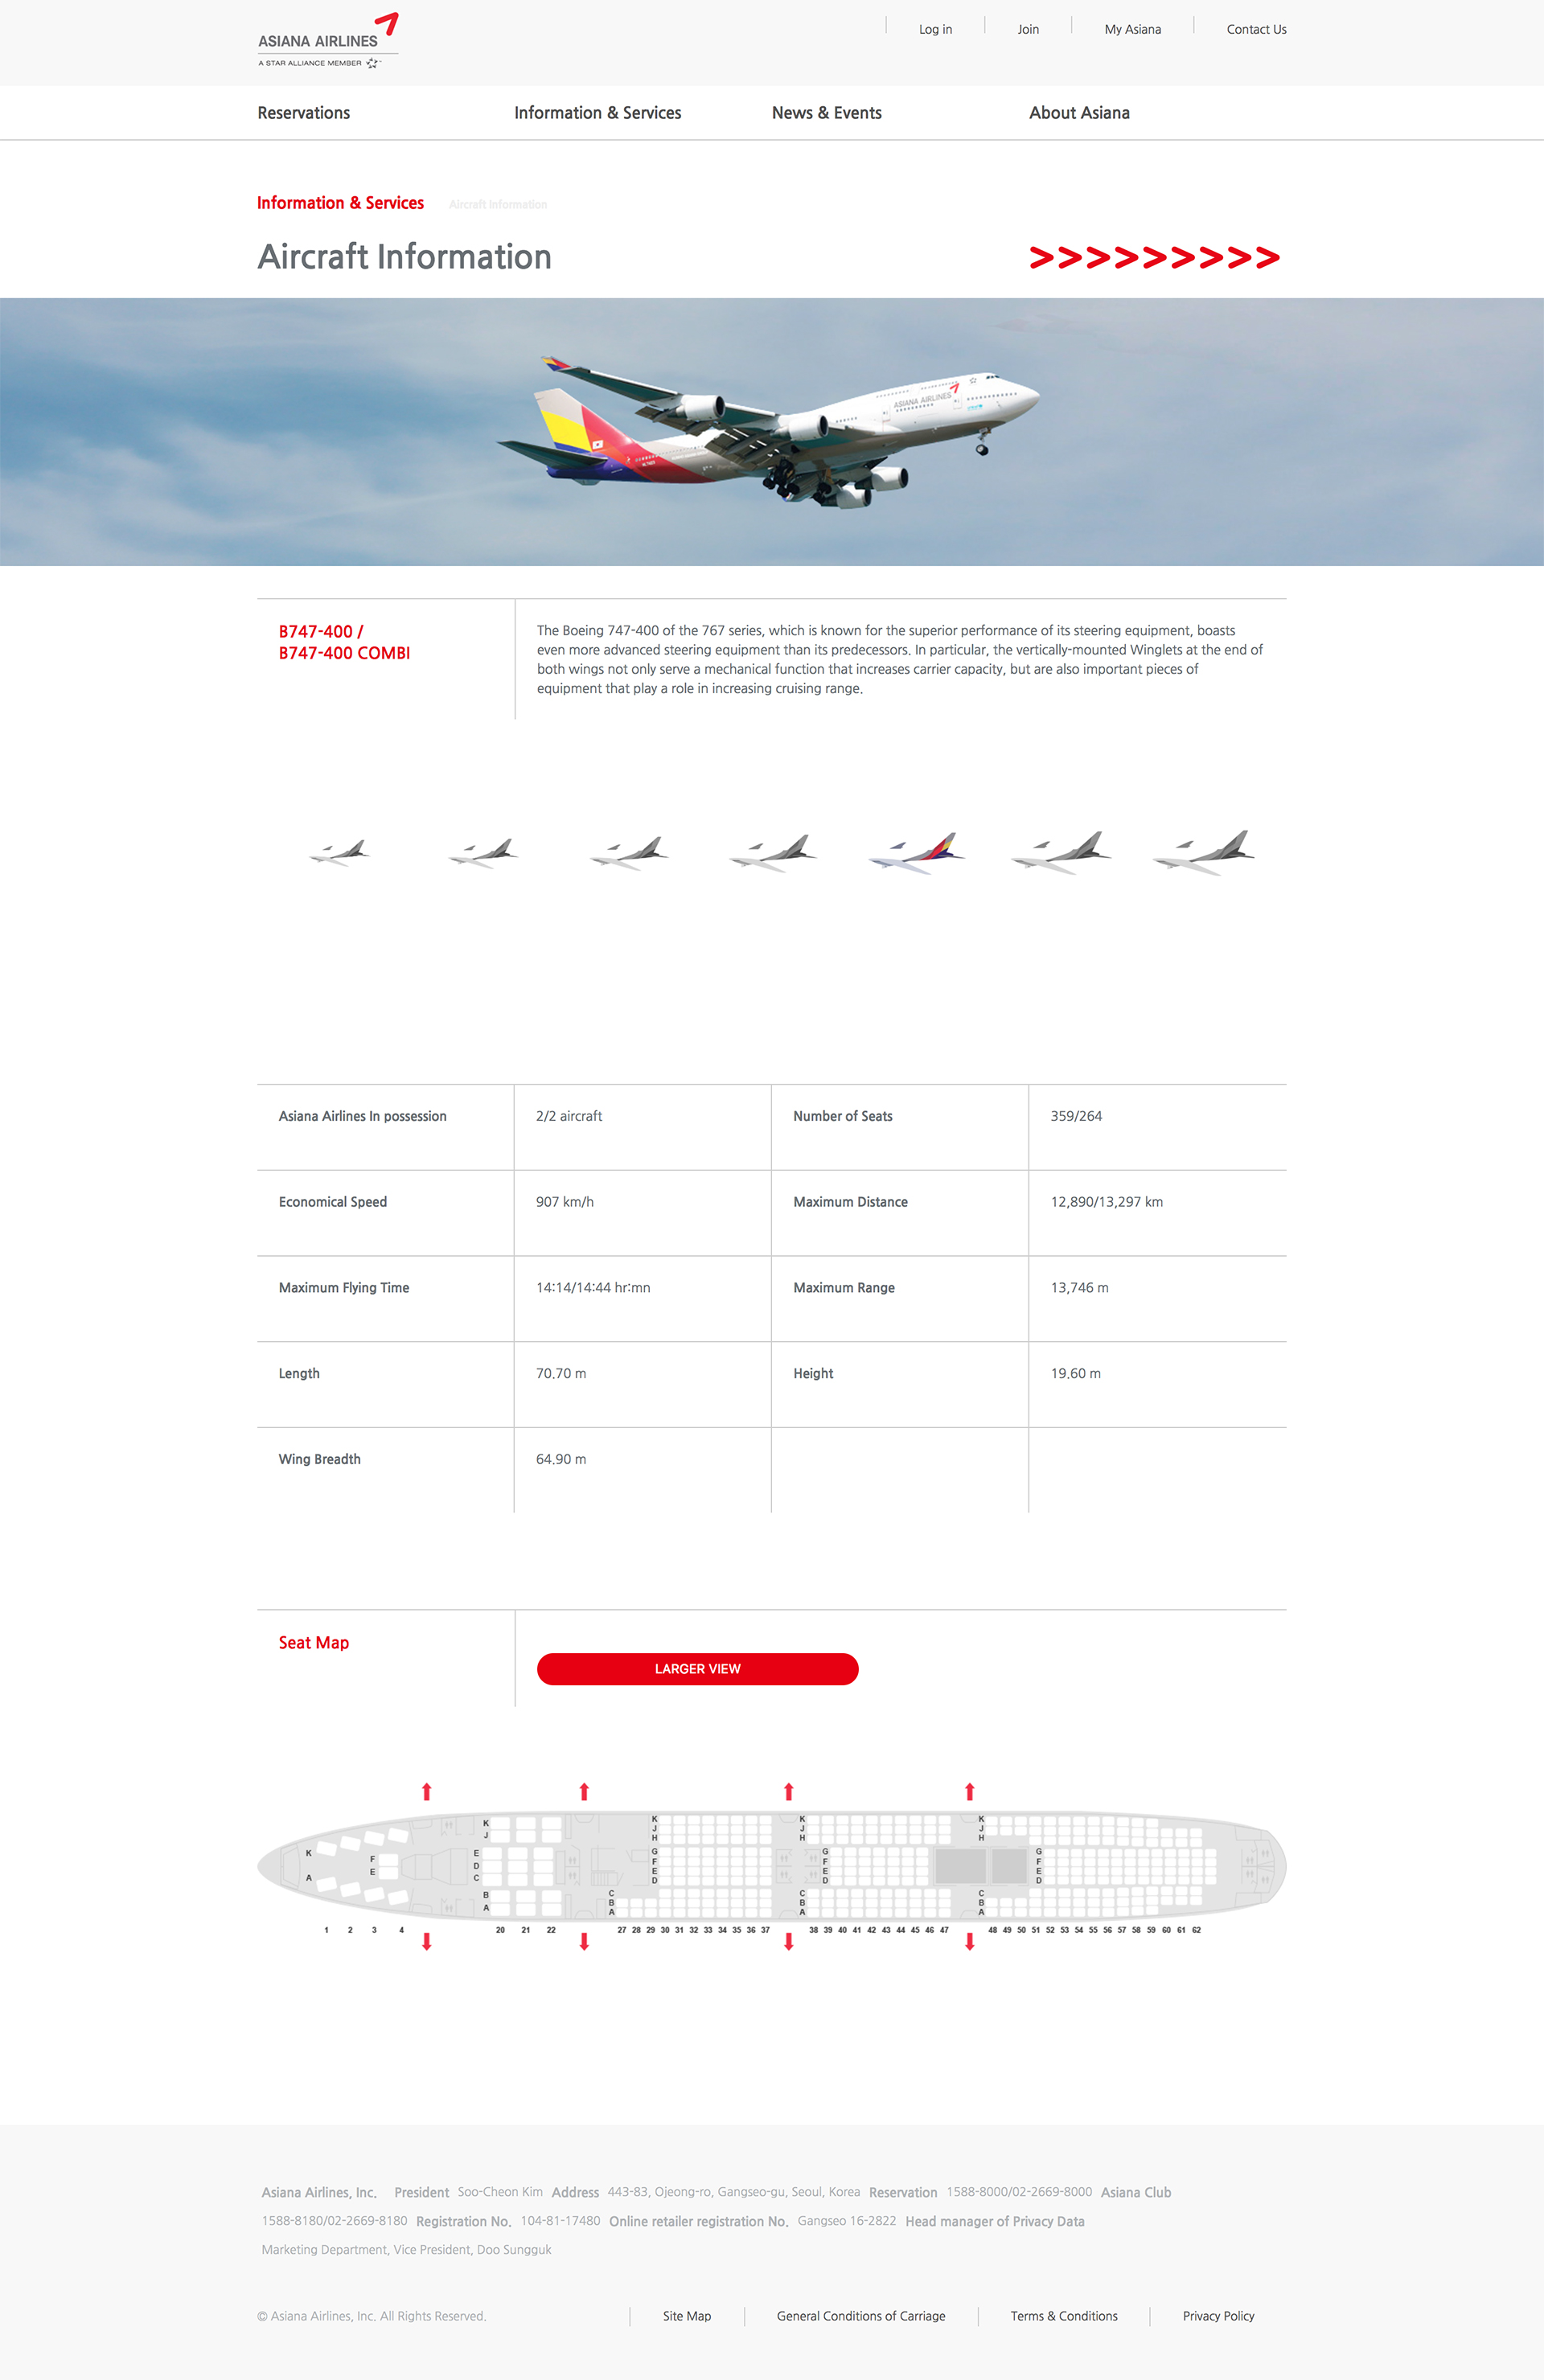 ASIANA AIRLINES
A STAR ALLIANCE MEMBER
Log in
Join
My Asiana
Contact Us
Reservations
Information & Services
News & Events
About Asiana
Information & Services
Aircraft Information
Aircraft Information
>>>>>>>>>
ASIANA AIRLINES
B747-400 /
B747-400 COMBI
The Boeing 747-400 of the 767 series, which is known for the superior performance of its steering equipment, boasts
even more advanced steering equipment than its predecessors. In particular, the vertically-mounted Winglets at the end of
both wings not only serve a mechanical function that increases carrier capacity, but are also important pieces of
equipment that play a role in increasing cruising range.
Asiana Airlines In possession
2/2 aircraft
Number of Seats
359/264
Economical Speed
907 km/h
Maximum Distance
12,890/13,297 km
Maximum Flying Time
14:14/14:44 hr:mn
Maximum Range
13,746 m
Length
70.70 m
Height
19.60 m
Wing Breadth
64.90 m
Seat Map
LARGER VIEW
K
A
F
E
K
J
E
D
C
B
A
K
J
H
G
F
E
D
C
B
A
K
J
H
G
F
E
D
C
B
A
K
J
H
G
F
E
D
C
B
A
1 2 3 4 20 21 22 27 28 29 30 31 32 33 34 35 36 37 38 39 40 41 42 43 44 45 46 47 48 49 50 51 52 53 54 55 56 57 58 59 60 61 62
Asiana Airlines, Inc. President Soo-Cheon Kim Address 443-83, Ojeong-ro, Gangseo-gu, Seoul, Korea Reservation 1588-8000/02-2669-8000 Asiana Club
1588-8180/02-2669-8180 Registration No. 104-81-17480 Online retailer registration No. Gangseo 16-2822 Head manager of Privacy Data
Marketing Department, Vice President, Doo Sungguk
© Asiana Airlines, Inc. All Rights Reserved.
Site Map
General Conditions of Carriage
Terms & Conditions
Privacy Policy